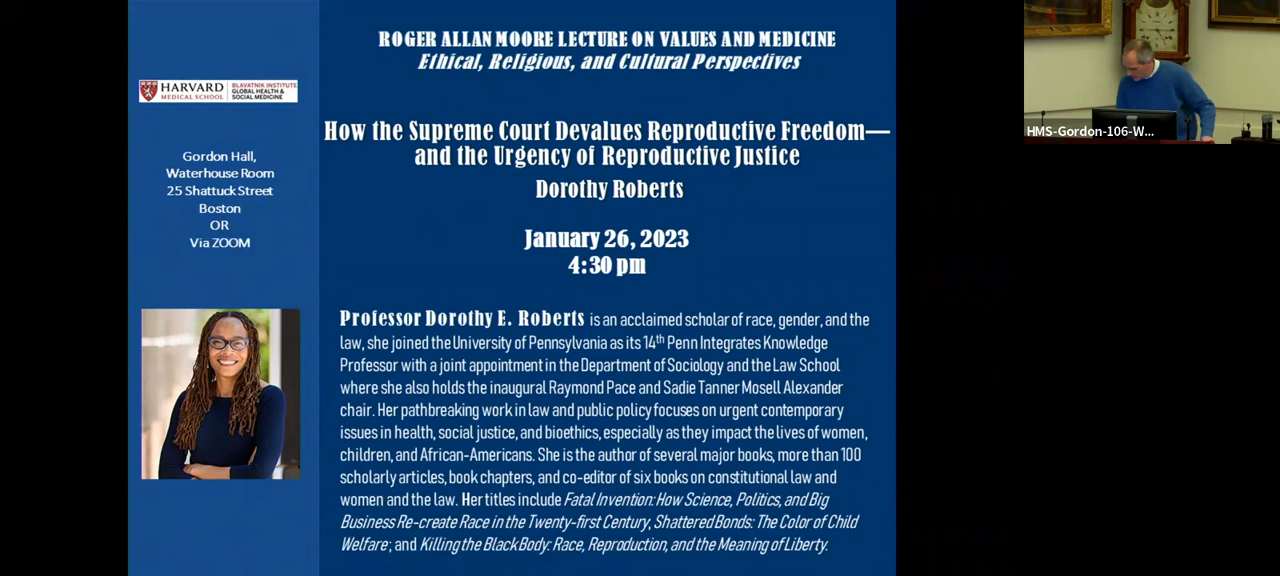 ROGER ALLAN MOORE LECTURE ON VALUES AND MEDICINE
Ethical, Religious, and Cultural Perspectives
HARVARD
MEDICAL SCHOOL
BLAVATNIK INSTITUTE
GLOBAL HEALTH &
SOCIAL MEDICINE
Gordon Hall,
Waterhouse Room
25 Shattuck Street
Boston
OR
Via ZOOM
How the Supreme Court Devalues Reproductive Freedom—
and the Urgency of Reproductive Justice
Dorothy Roberts
January 26, 2023
4:30 pm
Professor Dorothy E. Roberts is an acclaimed scholar of race, gender, and the
law, she joined the University of Pennsylvania as its 14th Penn Integrates Knowledge
Professor with a joint appointment in the Department of Sociology and the Law School
where she also holds the inaugural Raymond Pace and Sadie Tanner Mosell Alexander
chair. Her pathbreaking work in law and public policy focuses on urgent contemporary
issues in health, social justice, and bioethics, especially as they impact the lives of women,
children, and African-Americans. She is the author of several major books, more than 100
scholarly articles, book chapters, and co-editor of six books on constitutional law and
women and the law. Her titles include Fatal Invention: How Science, Politics, and Big
Business Re-create Race in the Twenty-first Century, Shattered Bonds: The Color of Child
Welfare; and Killing the Black Body: Race, Reproduction, and the Meaning of Liberty.
HMS-Gordon-106-W...